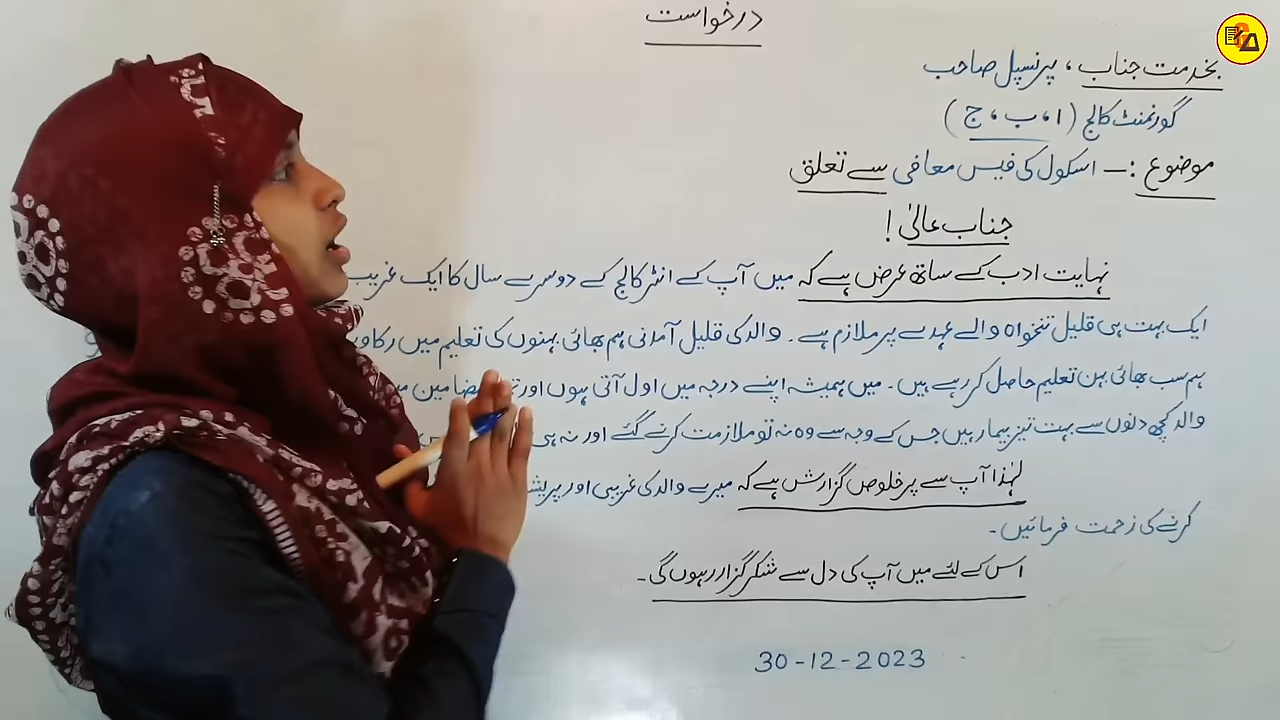 درخواست
بخدمت جناب ، پرنسپل صاحب
گورنمنٹ کالج (ا ، ب ، ج)
موضوع :— اسکول کی فیس معافی سے تعلق
جناب عالیٰ !
نہایت ادب کے ساتھ عرض ہے کہ میں آپ کے انٹر کالج کے دوسرے سال کا ایک غریب
ایک بہت ہی قلیل تنخواہ والے عہدے پر ملازم ہے ۔ والد کی قلیل آمدنی ہم بھائی بہنوں کی تعلیم میں
ہم سب بھائی بہن تعلیم حاصل کر رہے ہیں ۔ میں ہمیشہ اپنے درجہ میں اول آتی ہوں اور
والد کچھ دنوں سے بہت تیز بیمار ہیں جس کے وجہ سے وہ نہ تو ملازمت کرنے گئے اور نہ ہی
لہٰذا آپ سے پر خلوص گزارش ہے کہ میرے والد کی غریبی اور
کرنے کی زحمت فرمائیں ۔
اس کے لئے میں آپ کی دل سے شکر گزار رہوں گی ۔
30-12-2023